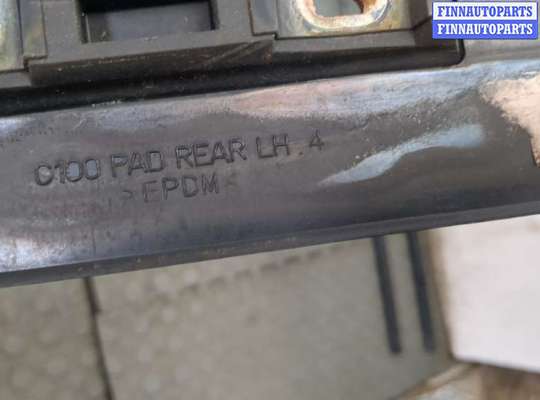 FINNAUTOPARTS
FINNAUTOPARTS
C100 PAD REAR LH .4
>EPDM<